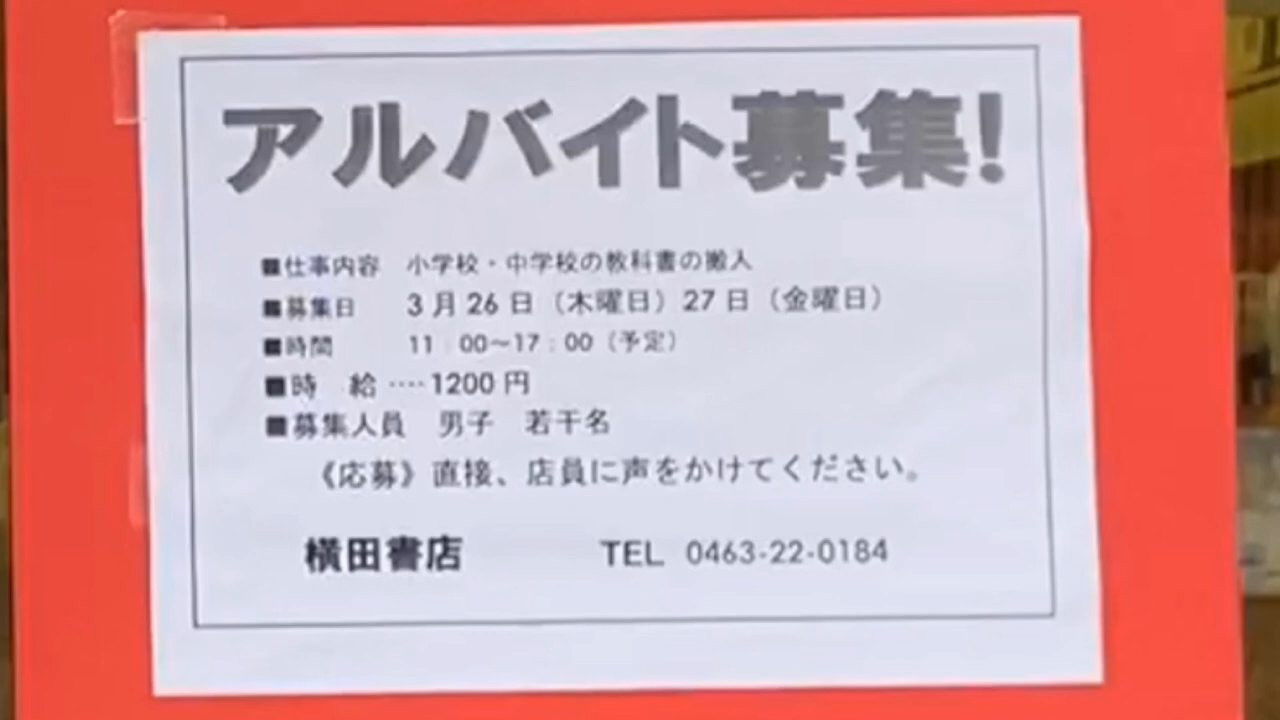 アルバイト募集!
■仕事内容 小学校・中学校の教科書の搬入
■募集日 3月26日（木曜日）27日（金曜日）
■時間 11：00～17：00（予定）
■時 給 ‥‥1200円
■募集人員 男子 若干名
《応募》直接、店員に声をかけてください。
横田書店 TEL 0463-22-0184